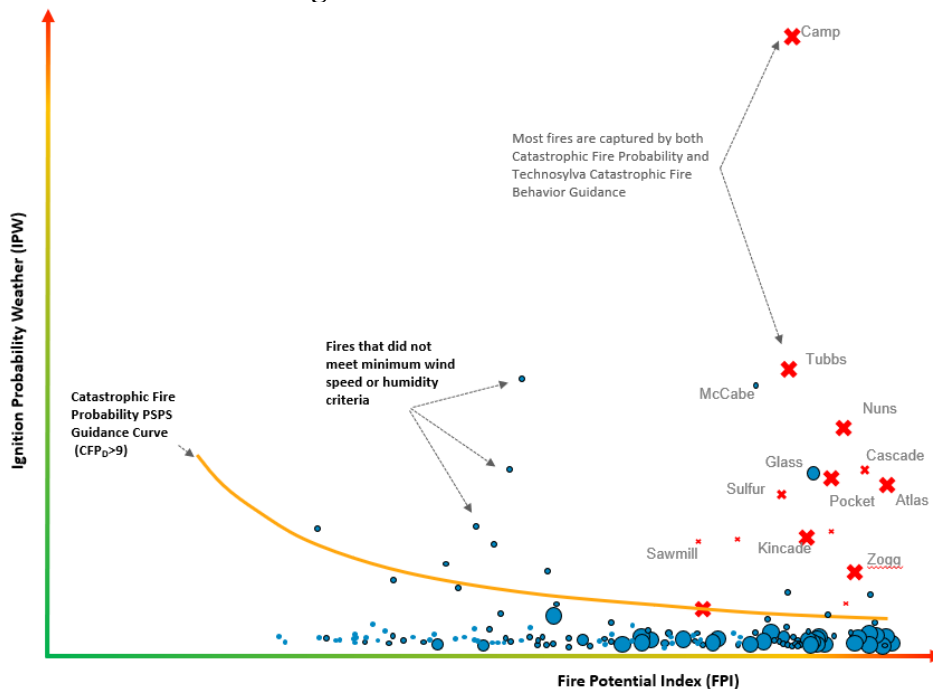 Camp
Most fires are captured by both
Catastrophic Fire Probability and
Technosylva Catastrophic Fire
Behavior Guidance
Ignition Probability Weather (IPW)
Fires that did not
meet minimum wind
speed or humidity
criteria
Tubbs
McCabe
Catastrophic Fire
Probability PSPS
Guidance Curve
(CFPD>9)
Nuns
Glass
Cascade
Sulfur
Pocket
Atlas
Sawmill
Kincade
Zogg
Fire Potential Index (FPI)